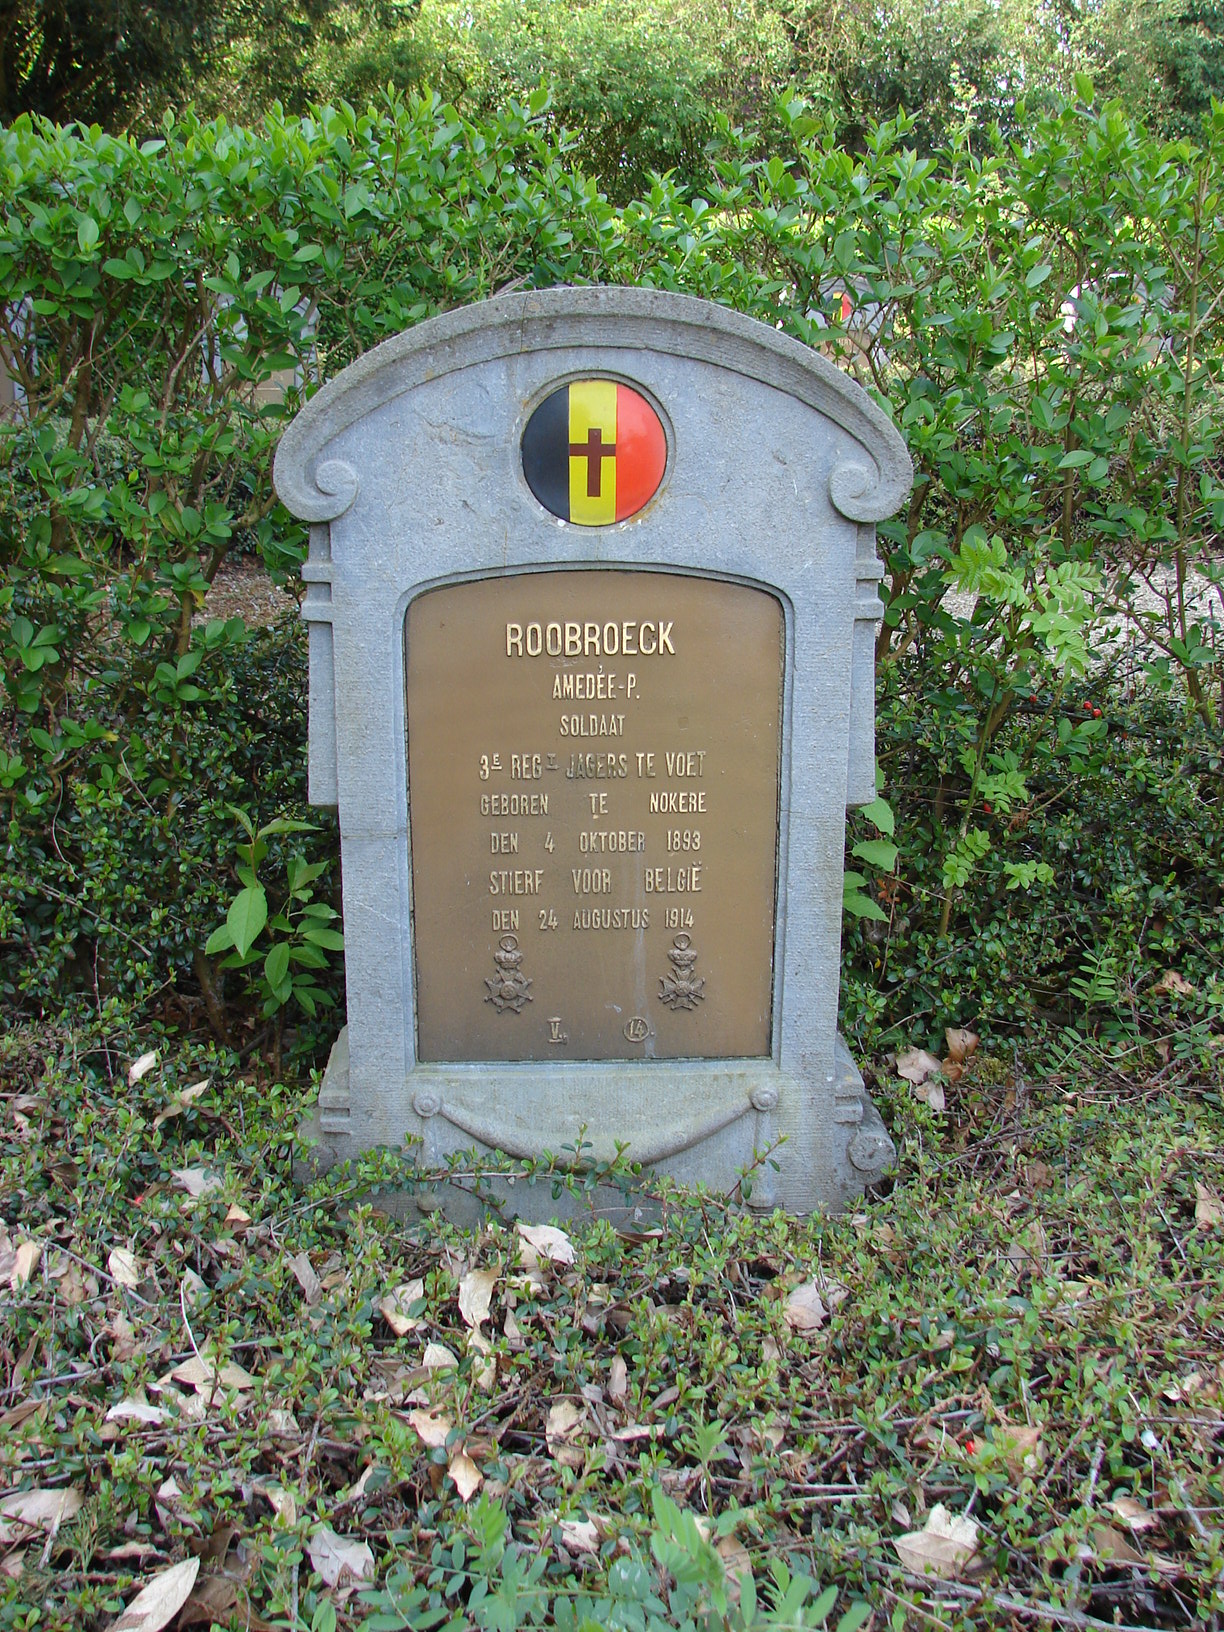 ROOBROECK
AMEDÉE-P.
SOLDAAT
3E REGT JAGERS TE VOET
GEBOREN TE NOKERE
DEN 4 OKTOBER 1893
STIERF VOOR BELGIË
DEN 24 AUGUSTUS 1914
V. 14.